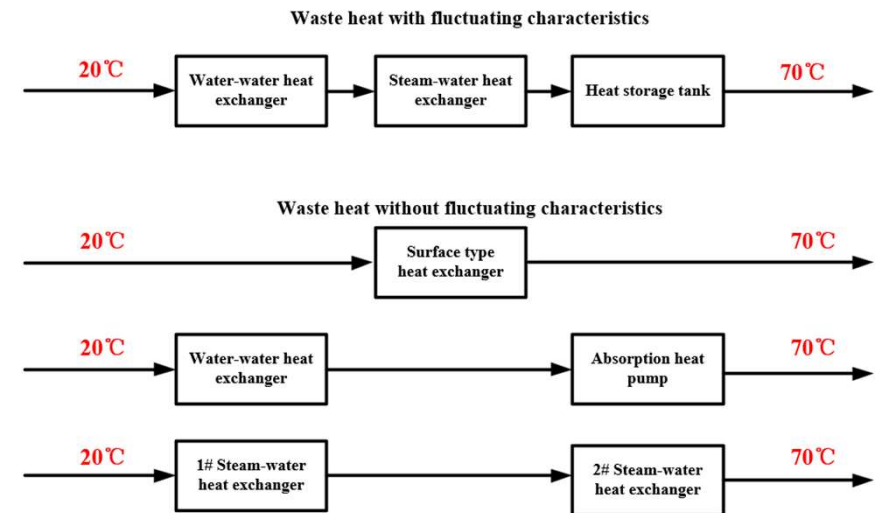 Waste heat with fluctuating characteristics
20℃
70℃
Water-water heat
exchanger
Steam-water heat
exchanger
Heat storage tank
Waste heat without fluctuating characteristics
20℃
70℃
Surface type
heat exchanger
20℃
70℃
Water-water heat
exchanger
Absorption heat
pump
20℃
70℃
1# Steam-water
heat exchanger
2# Steam-water
heat exchanger